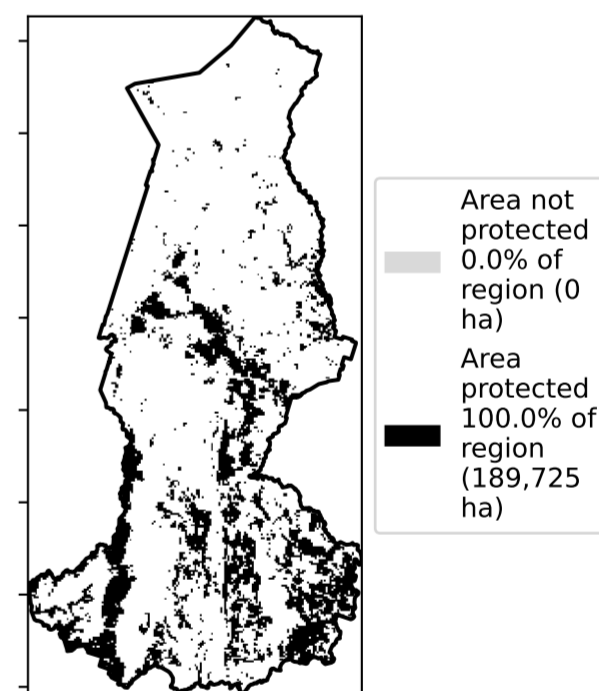 Area not
protected
0.0% of
region (0
ha)
Area
protected
100.0% of
region
(189,725
ha)